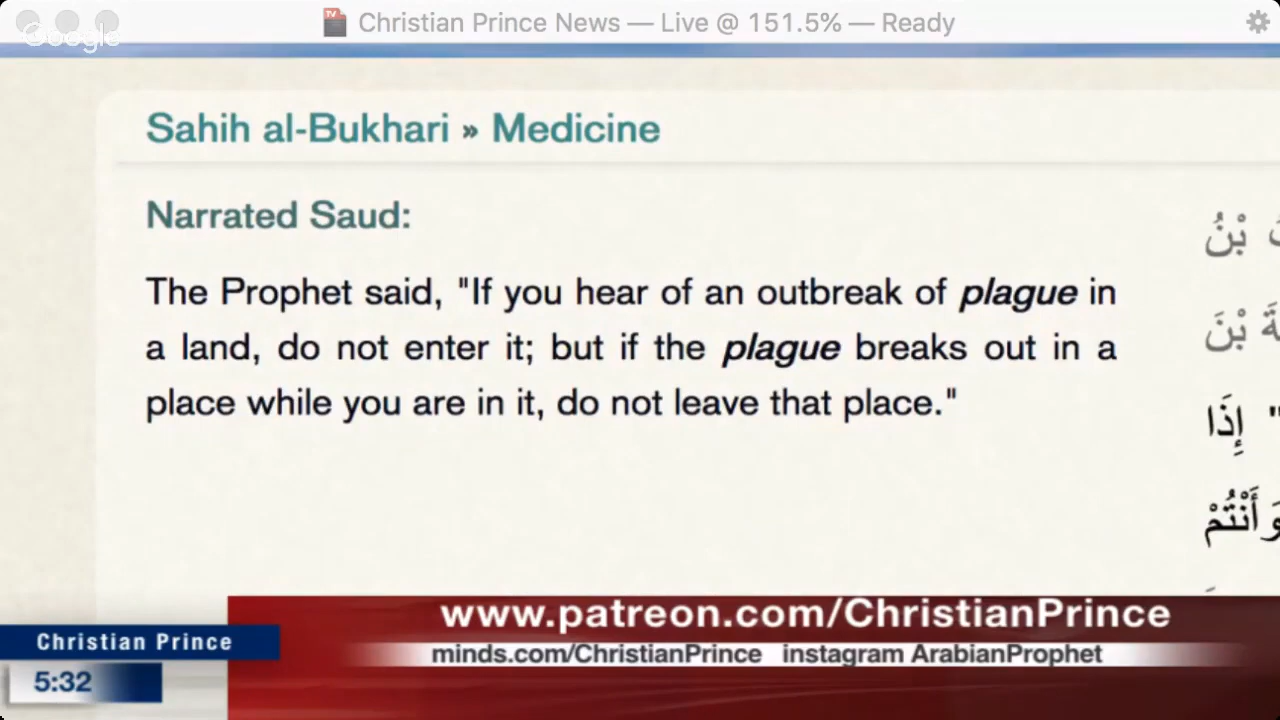 Christian Prince News — Live @ 151.5% — Ready
Google
Sahih al-Bukhari » Medicine
Narrated Saud:
The Prophet said, "If you hear of an outbreak of plague in
a land, do not enter it; but if the plague breaks out in a
place while you are in it, do not leave that place."
بْنُ
ةَ بْنَ
" إِذَا
وَأَنْتُمْ
www.patreon.com/ChristianPrince
Christian Prince
minds.com/ChristianPrince instagram ArabianProphet
5:32